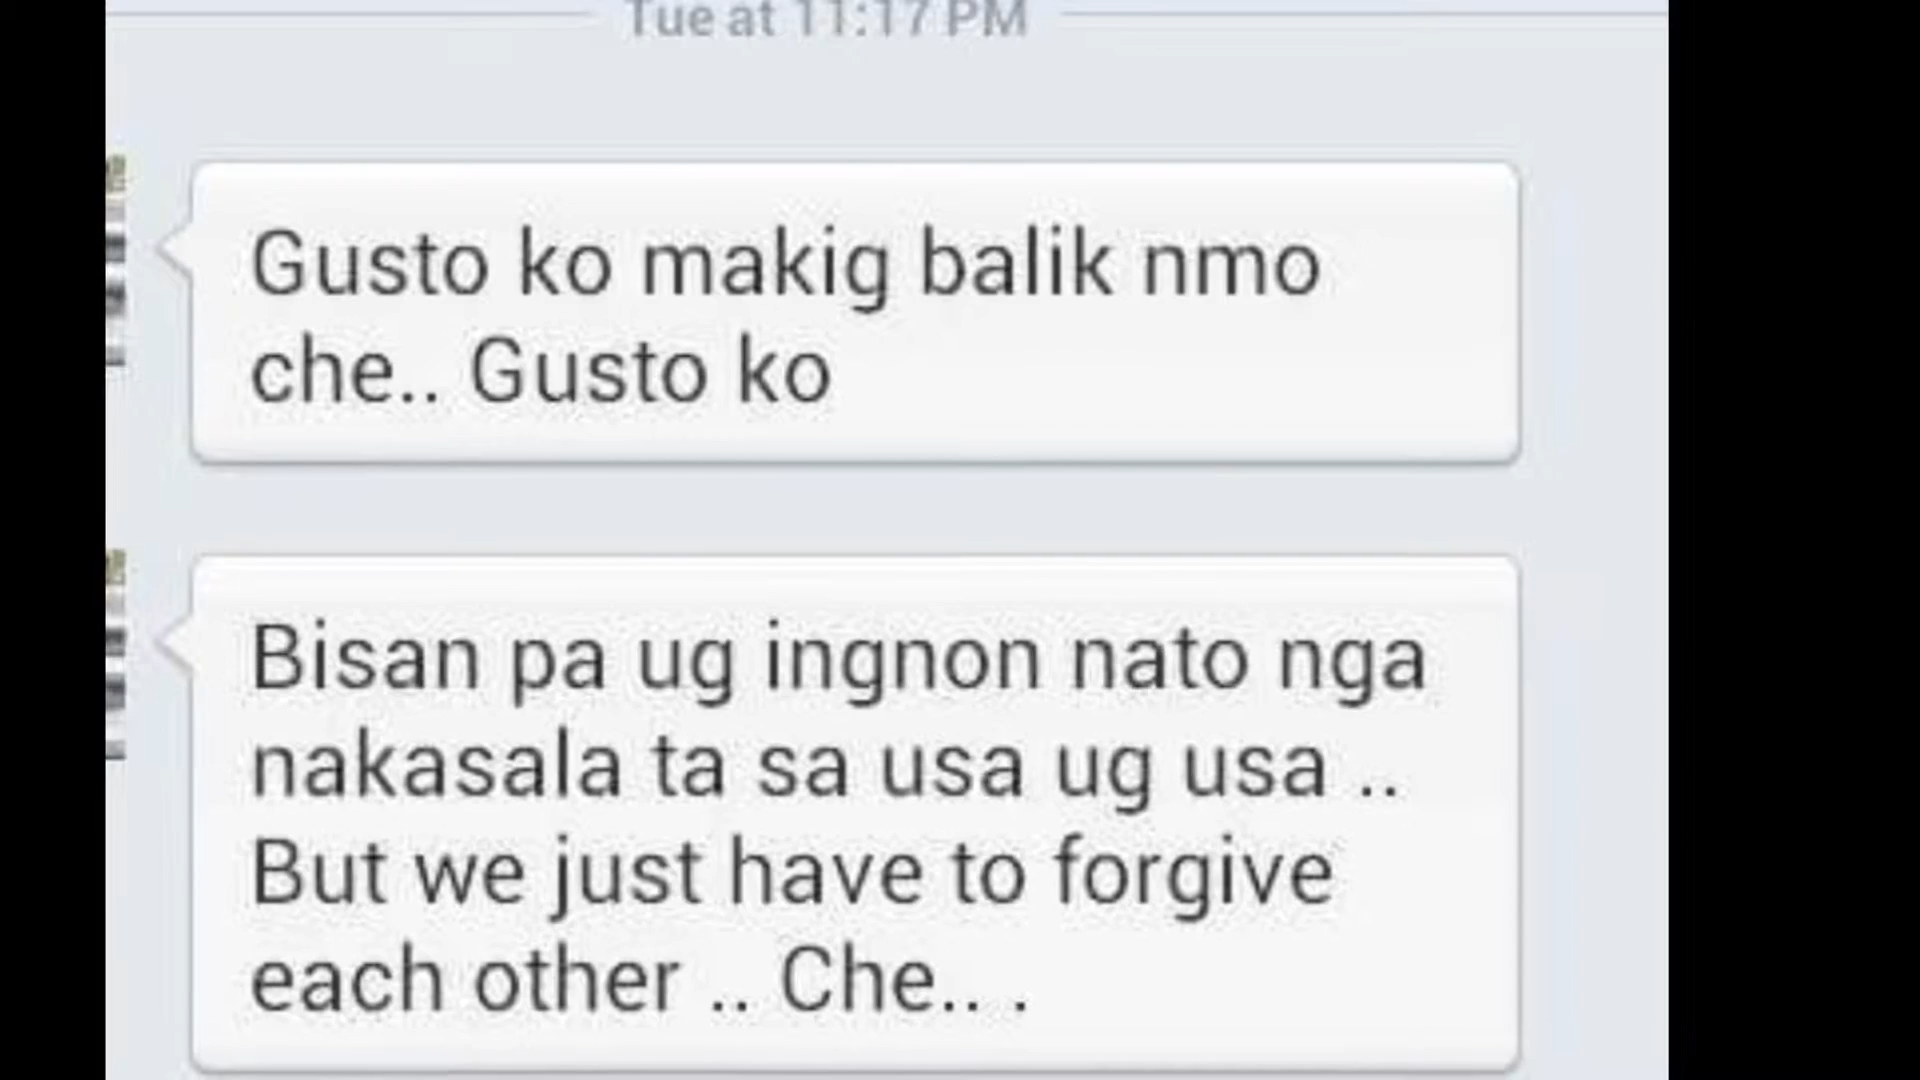 Tue at 11:17 PM
Gusto ko makig balik nmo
che.. Gusto ko
Bisan pa ug ingnon nato nga
nakasala ta sa usa ug usa ..
But we just have to forgive
each other .. Che.. .